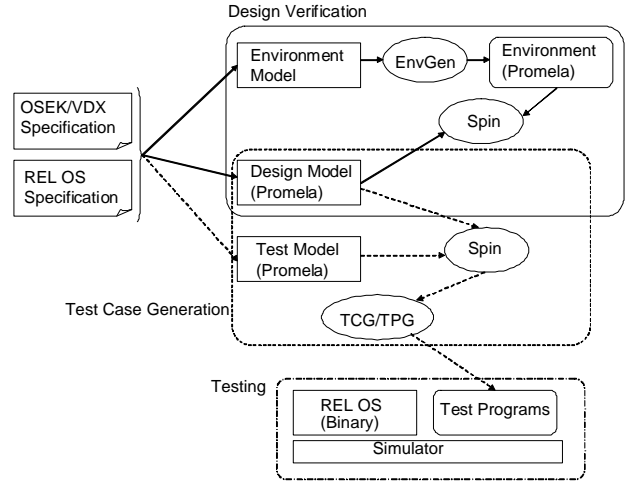 Design Verification
Environment
Model
EnvGen
Environment
(Promela)
OSEK/VDX
Specification
Spin
REL OS
Specification
Design Model
(Promela)
Test Model
(Promela)
Spin
Test Case Generation
TCG/TPG
Testing
REL OS
(Binary)
Test Programs
Simulator